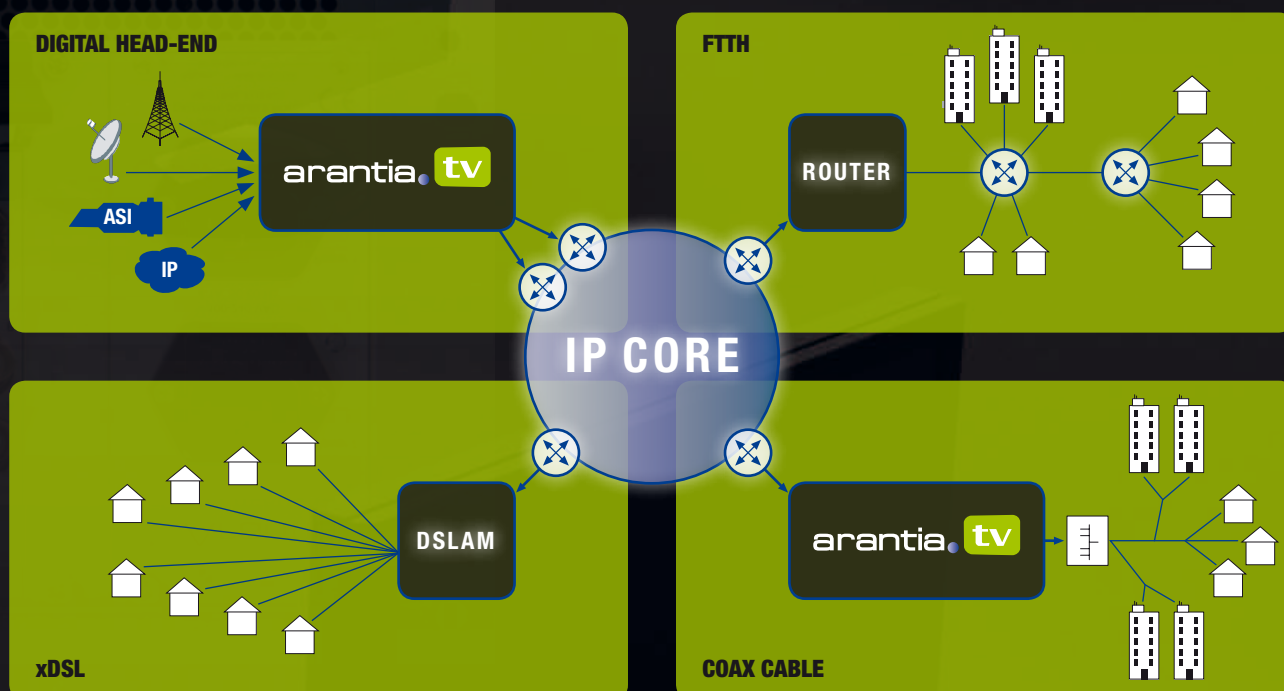 DIGITAL HEAD-END
arantia. tv
ASI
IP
FTTH
ROUTER
IP CORE
DSLAM
xDSL
arantia. tv
COAX CABLE